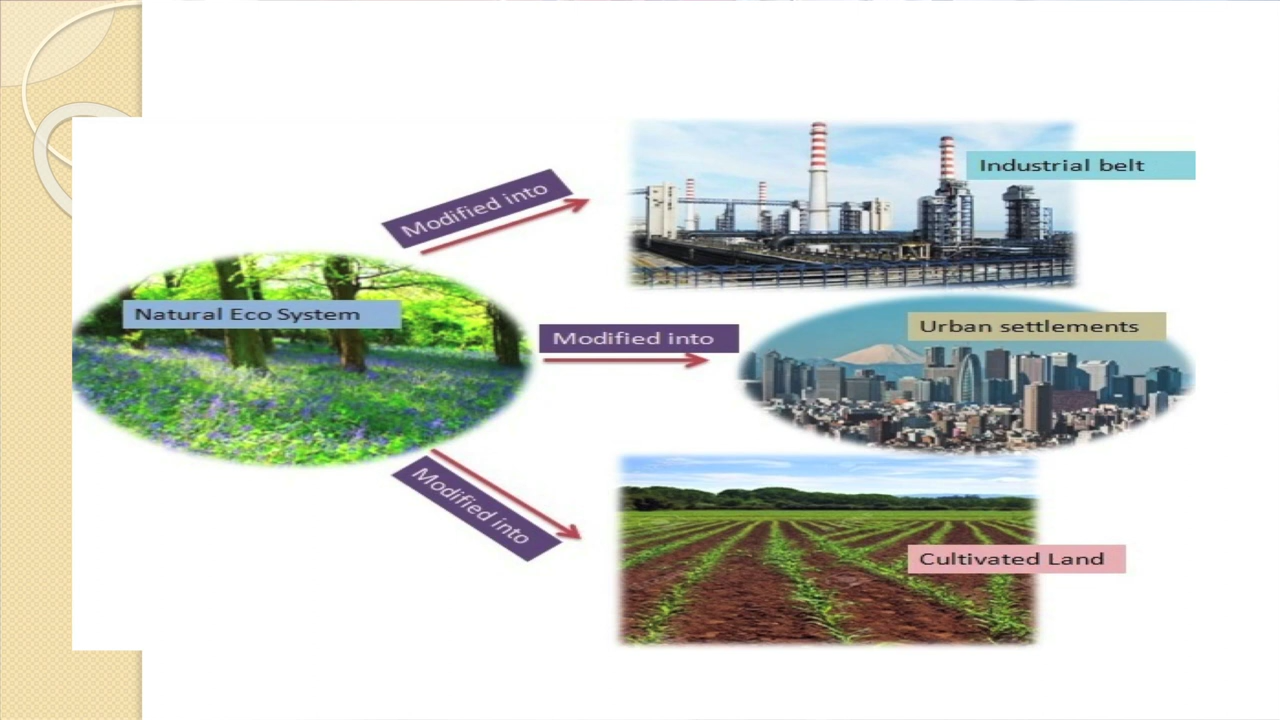 Modified into
Industrial belt
Natural Eco System
Modified into
Urban settlements
Modified into
Cultivated Land